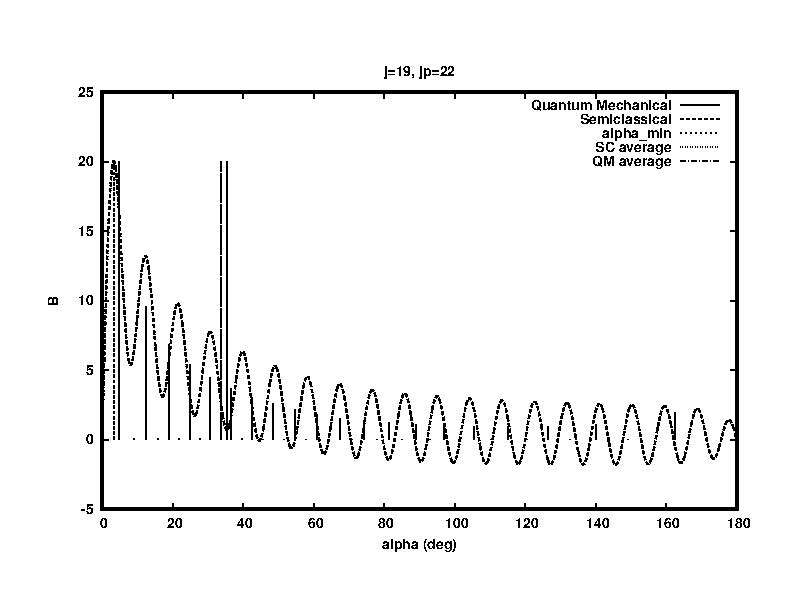 j=19, jp=22
25
20
15
10
5
0
-5
B
Quantum Mechanical
Semiclassical
alpha_min
SC average
QM average
0 20 40 60 80 100 120 140 160 180
alpha (deg)